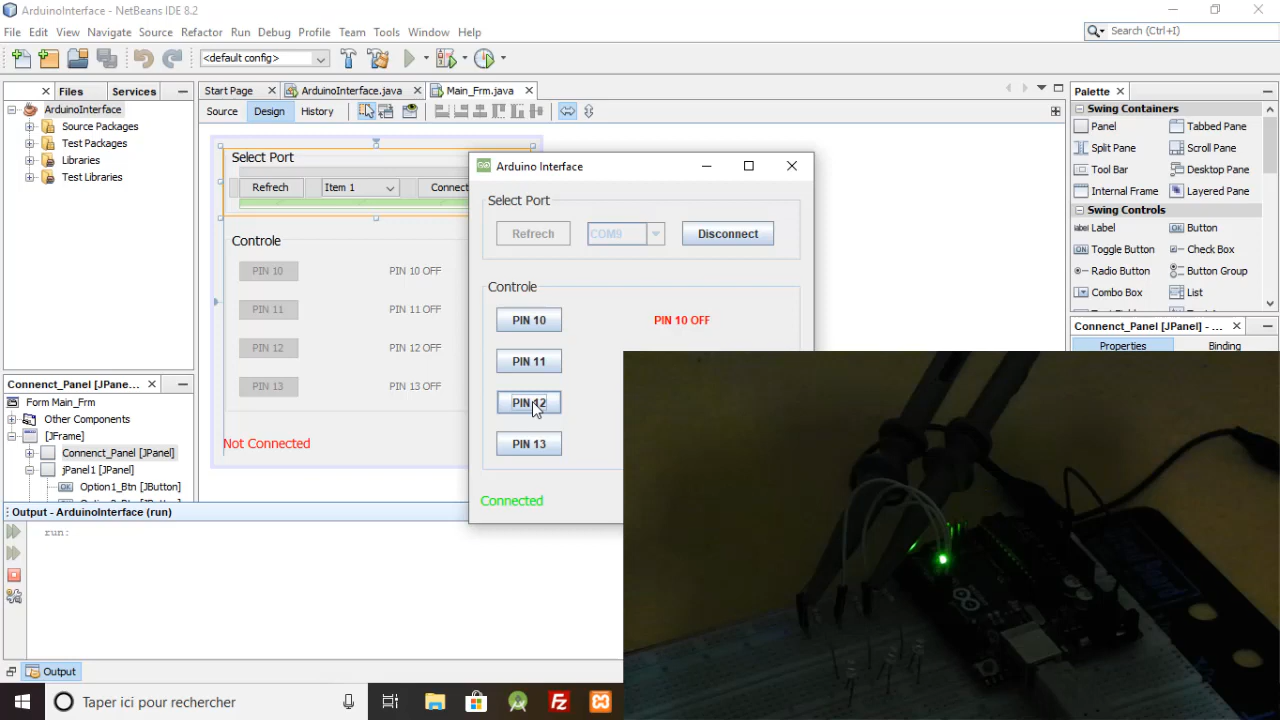 ArduinoInterface - NetBeans IDE 8.2
File Edit View Navigate Source Refactor Run Debug Profile Team Tools Window Help
Search (Ctrl+I)
<default config>
Files Services
Start Page ArduinoInterface.java Main_Frm.java
Palette
Source Design History
ArduinoInterface
Source Packages
Test Packages
Libraries
Test Libraries
Select Port
Refrech Item 1 Connect
Controle
PIN 10 PIN 10 OFF
PIN 11 PIN 11 OFF
PIN 12 PIN 12 OFF
PIN 13 PIN 13 OFF
Not Connected
Arduino Interface
Select Port
Refrech COM9 Disconnect
Controle
PIN 10 PIN 10 OFF
PIN 11
PIN 12
PIN 13
Connected
Swing Containers
Panel Tabbed Pane
Split Pane Scroll Pane
Tool Bar Desktop Pane
Internal Frame Layered Pane
Swing Controls
Label Button
Toggle Button Check Box
Radio Button Button Group
Combo Box List
Connenct_Panel [JPanel] - ...
Properties Binding
Connenct_Panel [JPane...
Form Main_Frm
Other Components
[JFrame]
Connenct_Panel [JPanel]
jPanel1 [JPanel]
Option1_Btn [JButton]
Output - ArduinoInterface (run)
run:
Output
Taper ici pour rechercher